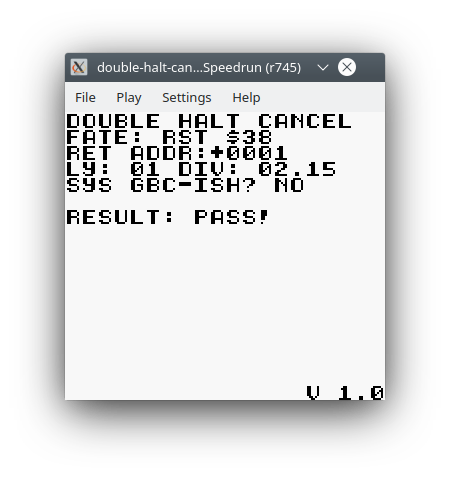 double-halt-can...Speedrun (r745)
File Play Settings Help
DOUBLE HALT CANCEL
FATE: RST $38
RET ADDR:+0001
LY: 01 DIV: 02.15
SYS GBC-ISH? NO
RESULT: PASS!
V 1.0